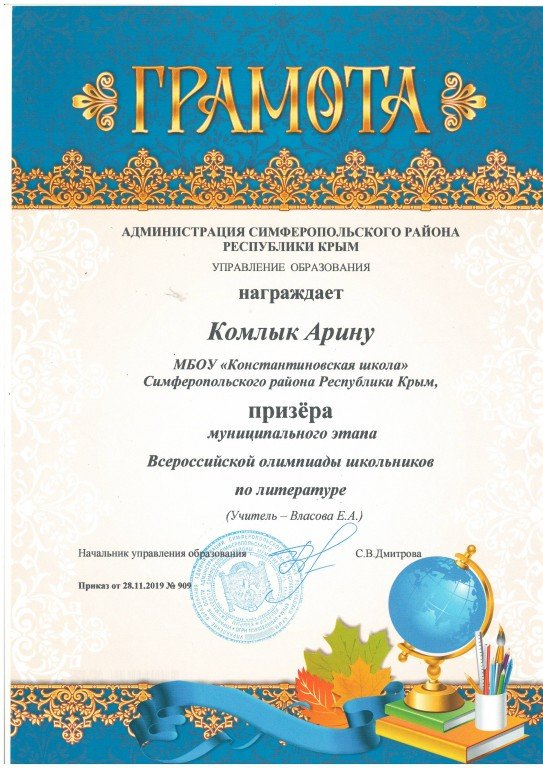 ГРАМОТА
АДМИНИСТРАЦИЯ СИМФЕРОПОЛЬСКОГО РАЙОНА
РЕСПУБЛИКИ КРЫМ
УПРАВЛЕНИЕ ОБРАЗОВАНИЯ
награждает
Комлык Арину
МБОУ «Константиновская школа»
Симферопольского района Республики Крым,
призёра
муниципального этапа
Всероссийской олимпиады школьников
по литературе
(Учитель – Власова Е.А.)
Начальник управления образования С.В.Дмитрова
Приказ от 28.11.2019 № 909